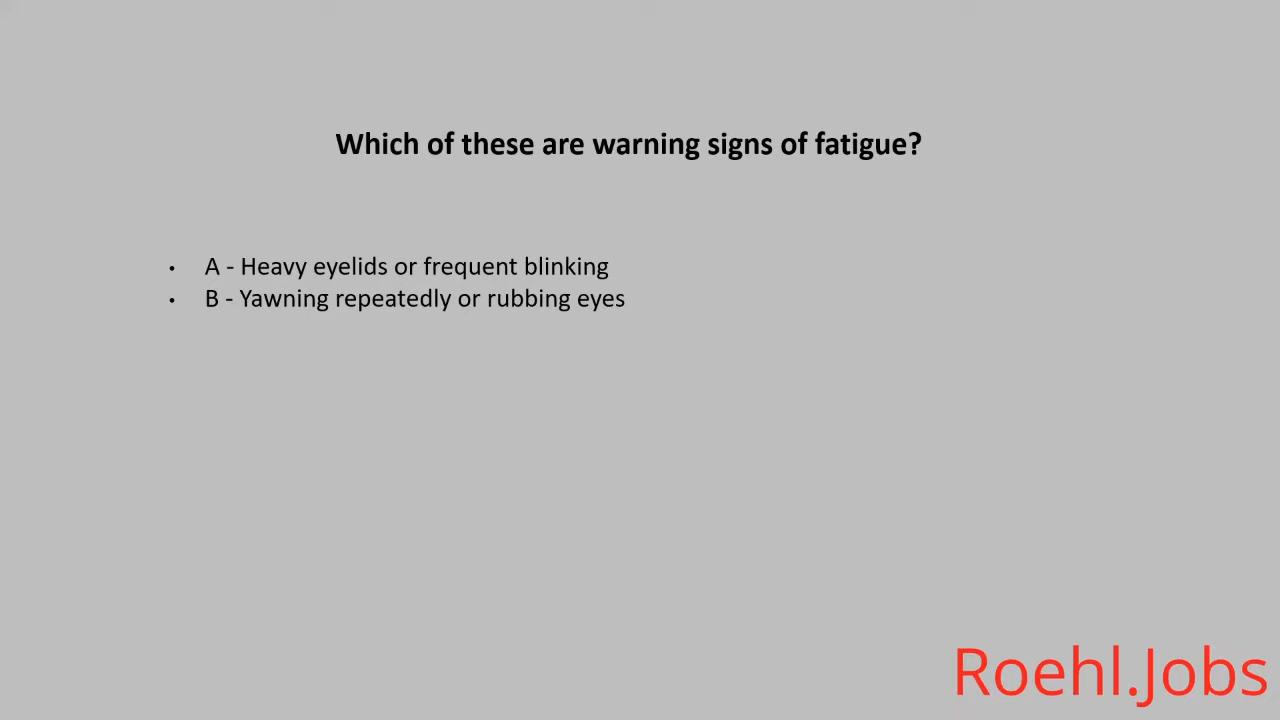 Which of these are warning signs of fatigue?
• A - Heavy eyelids or frequent blinking
• B - Yawning repeatedly or rubbing eyes
Roehl.Jobs